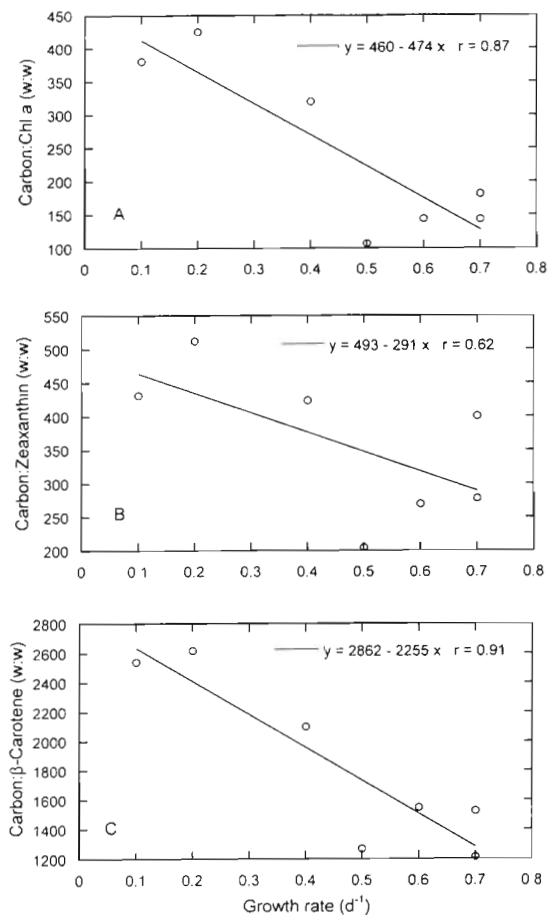 450
400
350
300
250
200
150
100
Carbon:Chl a (w:w)
y = 460 - 474 x r = 0.87
A
0 0.1 0.2 0.3 0.4 0.5 0.6 0.7 0.8
550
500
450
400
350
300
250
200
Carbon:Zeaxanthin (w:w)
y = 493 - 291 x r = 0.62
B
0 0.1 0.2 0.3 0.4 0.5 0.6 0.7 0.8
2800
2600
2400
2200
2000
1800
1600
1400
1200
Carbon:β-Carotene (w:w)
y = 2862 - 2255 x r = 0.91
C
0 0.1 0.2 0.3 0.4 0.5 0.6 0.7 0.8
Growth rate (d⁻¹)